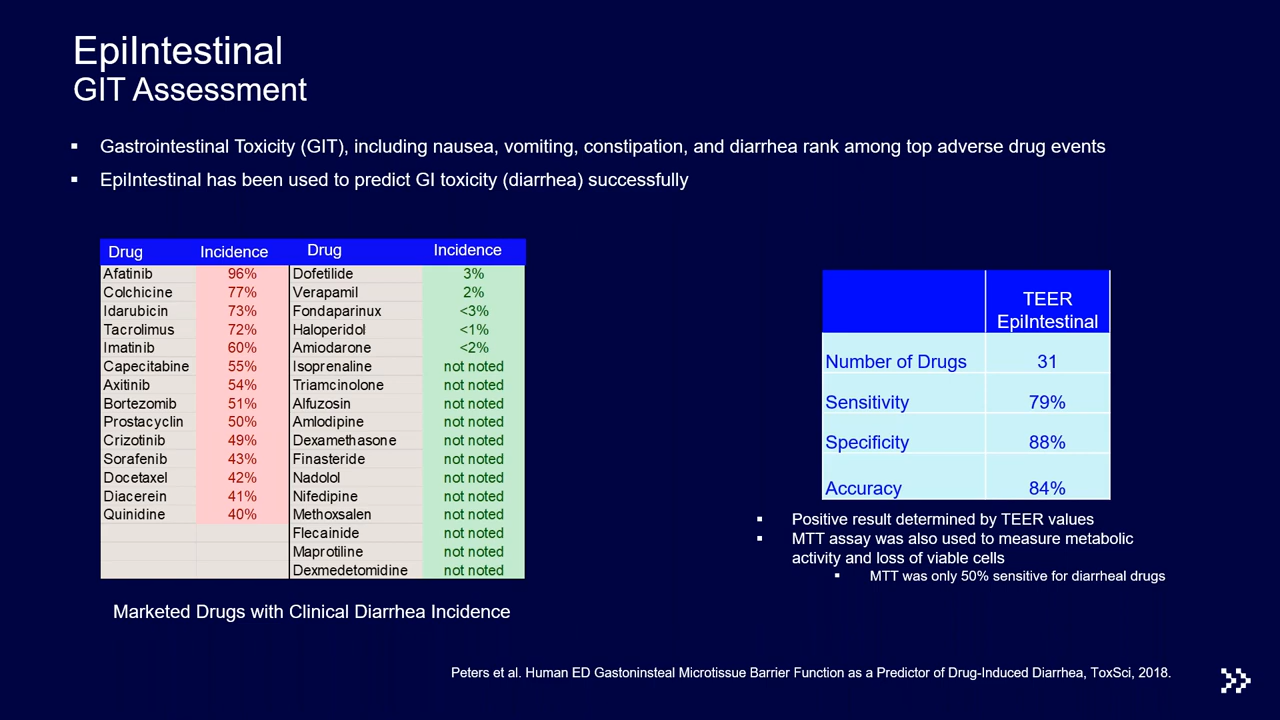 EpiIntestinal
GIT Assessment
▪ Gastrointestinal Toxicity (GIT), including nausea, vomiting, constipation, and diarrhea rank among top adverse drug events
▪ EpiIntestinal has been used to predict GI toxicity (diarrhea) successfully
Drug Incidence Drug Incidence
Afatinib 96% Dofetilide 3%
Colchicine 77% Verapamil 2%
Idarubicin 73% Fondaparinux <3%
Tacrolimus 72% Haloperidol <1%
Imatinib 60% Amiodarone <2%
Capecitabine 55% Isoprenaline not noted
Axitinib 54% Triamcinolone not noted
Bortezomib 51% Alfuzosin not noted
Prostacyclin 50% Amlodipine not noted
Crizotinib 49% Dexamethasone not noted
Sorafenib 43% Finasteride not noted
Docetaxel 42% Nadolol not noted
Diacerein 41% Nifedipine not noted
Quinidine 40% Methoxsalen not noted
Flecainide not noted
Maprotiline not noted
Dexmedetomidine not noted
Marketed Drugs with Clinical Diarrhea Incidence
TEER
EpiIntestinal
Number of Drugs 31
Sensitivity 79%
Specificity 88%
Accuracy 84%
▪ Positive result determined by TEER values
▪ MTT assay was also used to measure metabolic
activity and loss of viable cells
▪ MTT was only 50% sensitive for diarrheal drugs
Peters et al. Human ED Gastoninsteal Microtissue Barrier Function as a Predictor of Drug-Induced Diarrhea, ToxSci, 2018.